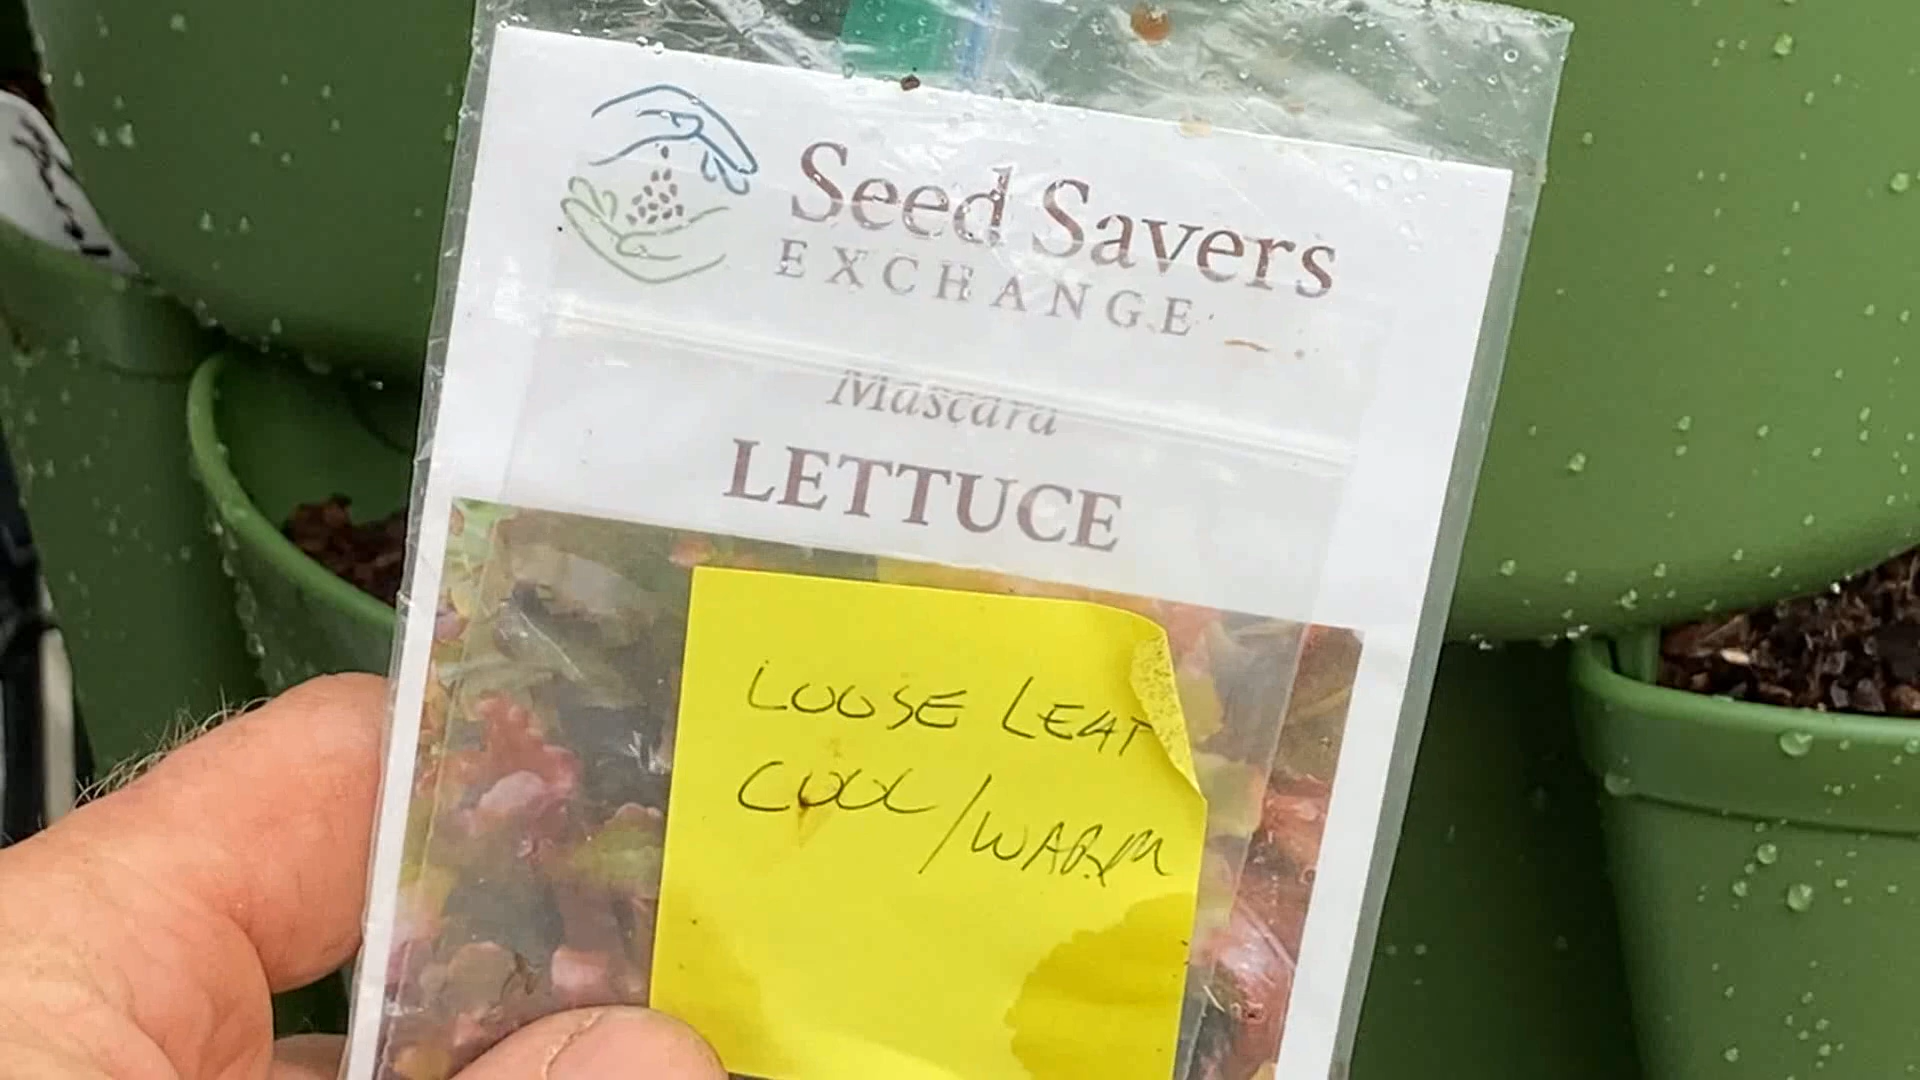 Seed Savers
EXCHANGE
Mascara
LETTUCE
LOOSE LEAF
COOL/WARM